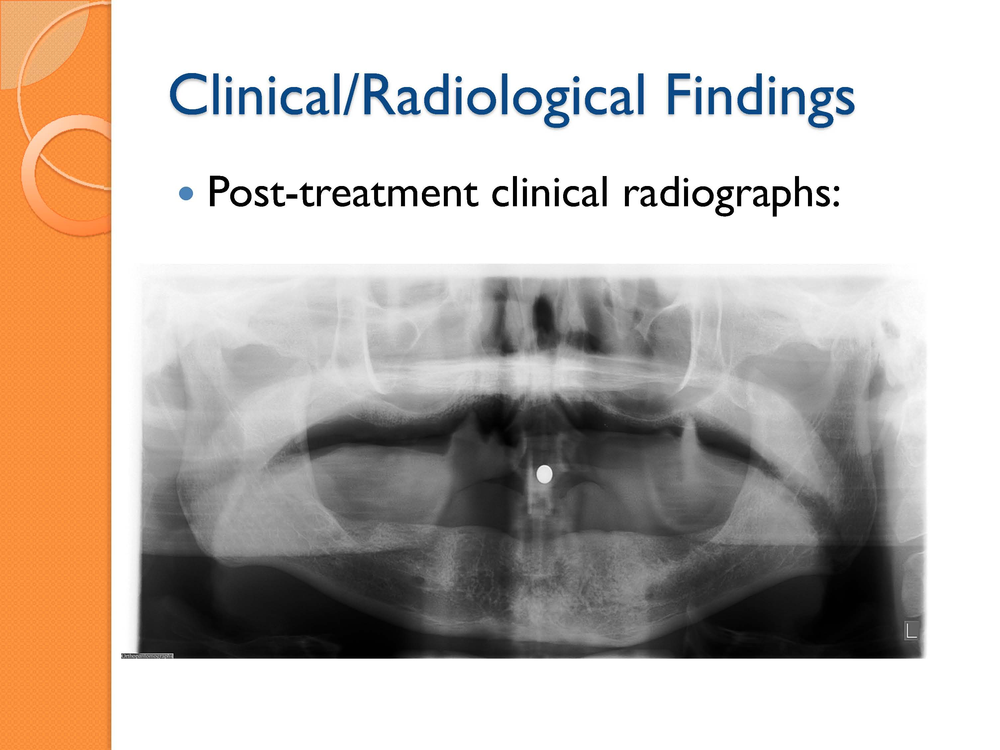 Clinical/Radiological Findings
• Post-treatment clinical radiographs:
L
Orthopantomograph